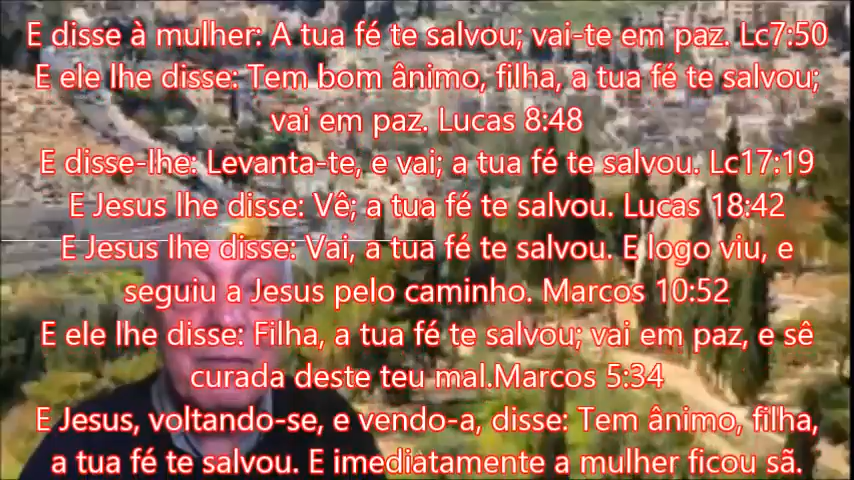 E disse à mulher: A tua fé te salvou; vai-te em paz. Lc7:50
E ele lhe disse: Tem bom ânimo, filha, a tua fé te salvou;
vai em paz. Lucas 8:48
E disse-lhe: Levanta-te, e vai; a tua fé te salvou. Lc17:19
E Jesus lhe disse: Vê; a tua fé te salvou. Lucas 18:42
E Jesus lhe disse: Vai, a tua fé te salvou. E logo viu, e
seguiu a Jesus pelo caminho. Marcos 10:52
E ele lhe disse: Filha, a tua fé te salvou; vai em paz, e sê
curada deste teu mal.Marcos 5:34
E Jesus, voltando-se, e vendo-a, disse: Tem ânimo, filha,
a tua fé te salvou. E imediatamente a mulher ficou sã.